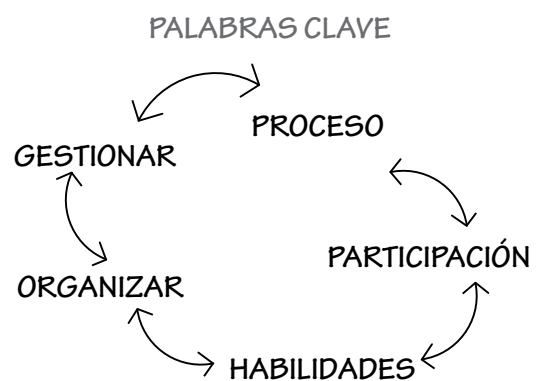 PALABRAS CLAVE
PROCESO
GESTIONAR
PARTICIPACIÓN
ORGANIZAR
HABILIDADES